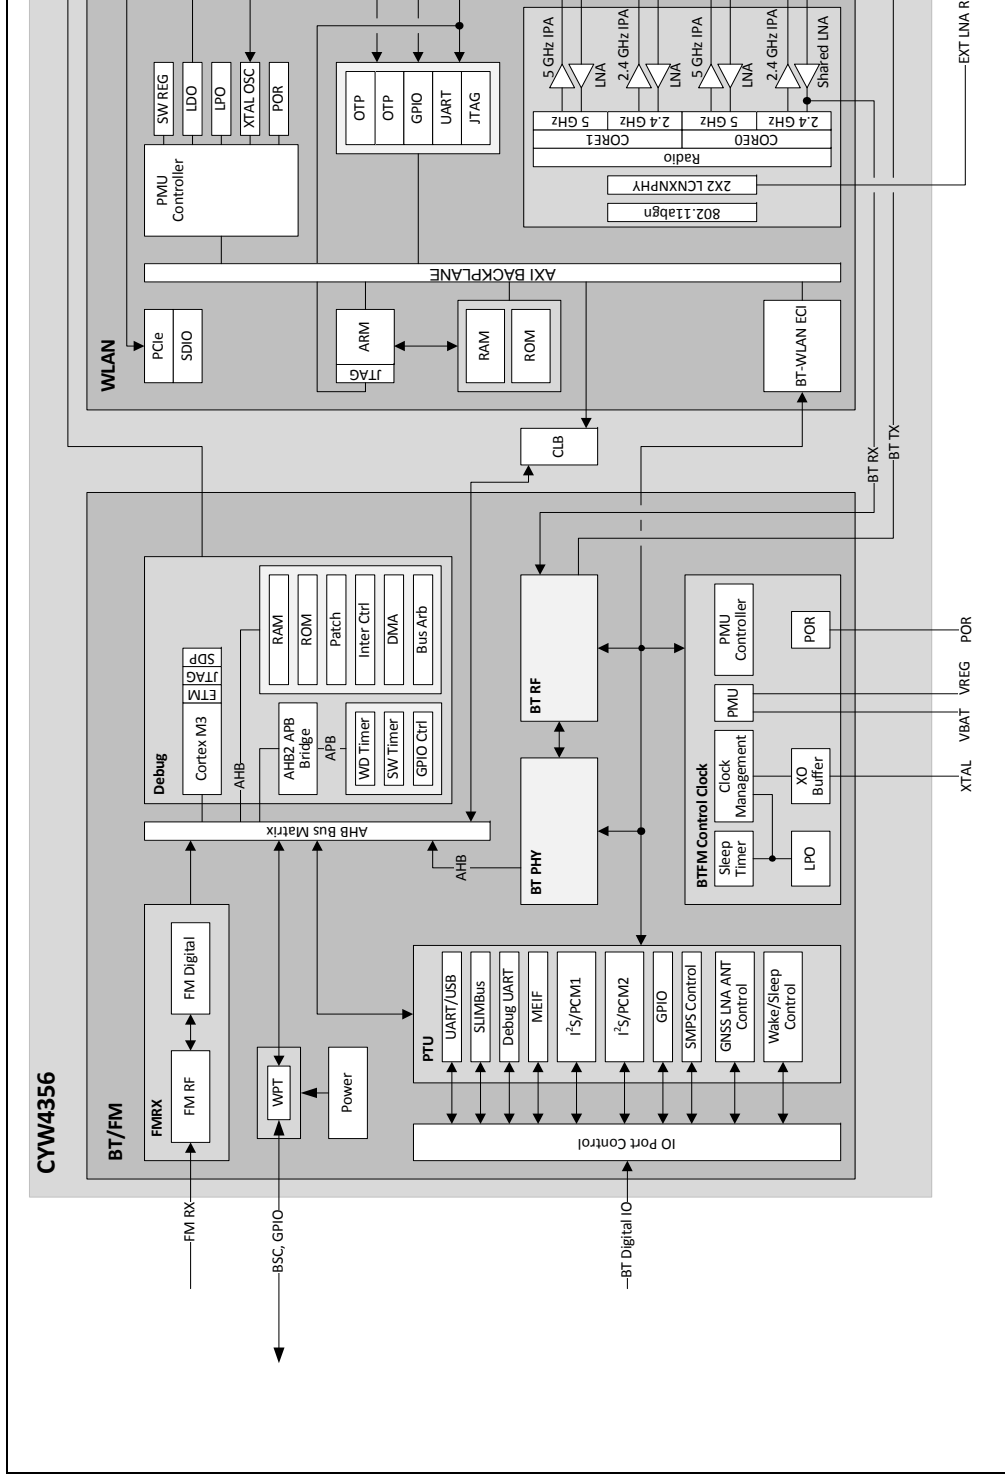 CYW4356
BT/FM
FMRX
FM RF
FM Digital
FM RX
WPT
Power
BSC, GPIO
BT Digital IO
IO Port Control
PTU
UART/USB
SLIMBus
Debug UART
MEIF
I²S/PCM1
I²S/PCM2
GPIO
SMPS Control
GNSS LNA ANT
Control
Wake/Sleep
Control
AHB Bus Matrix
Debug
Cortex M3
ETM
JTAG
SDP
AHB
AHB2 APB
Bridge
APB
WD Timer
SW Timer
GPIO Ctrl
RAM
ROM
Patch
Inter Ctrl
DMA
Bus Arb
AHB
BT PHY
BT RF
BTFM Control Clock
Sleep
Timer
Clock
Management
PMU
PMU
Controller
LPO
XO
Buffer
POR
XTAL
VBAT
VREG
POR
CLB
BT RX
BT TX
WLAN
PCIe
SDIO
JTAG
ARM
RAM
ROM
BT-WLAN ECI
AXI BACKPLANE
PMU
Controller
SW REG
LDO
LPO
XTAL OSC
POR
OTP
OTP
GPIO
UART
JTAG
802.11abgn
2X2 LCNXNPHY
Radio
CORE1
CORE0
5 GHz
2.4 GHz
5 GHz
2.4 GHz
5 GHz IPA
LNA
2.4 GHz IPA
LNA
5 GHz IPA
LNA
2.4 GHz IPA
Shared LNA
EXT LNA R